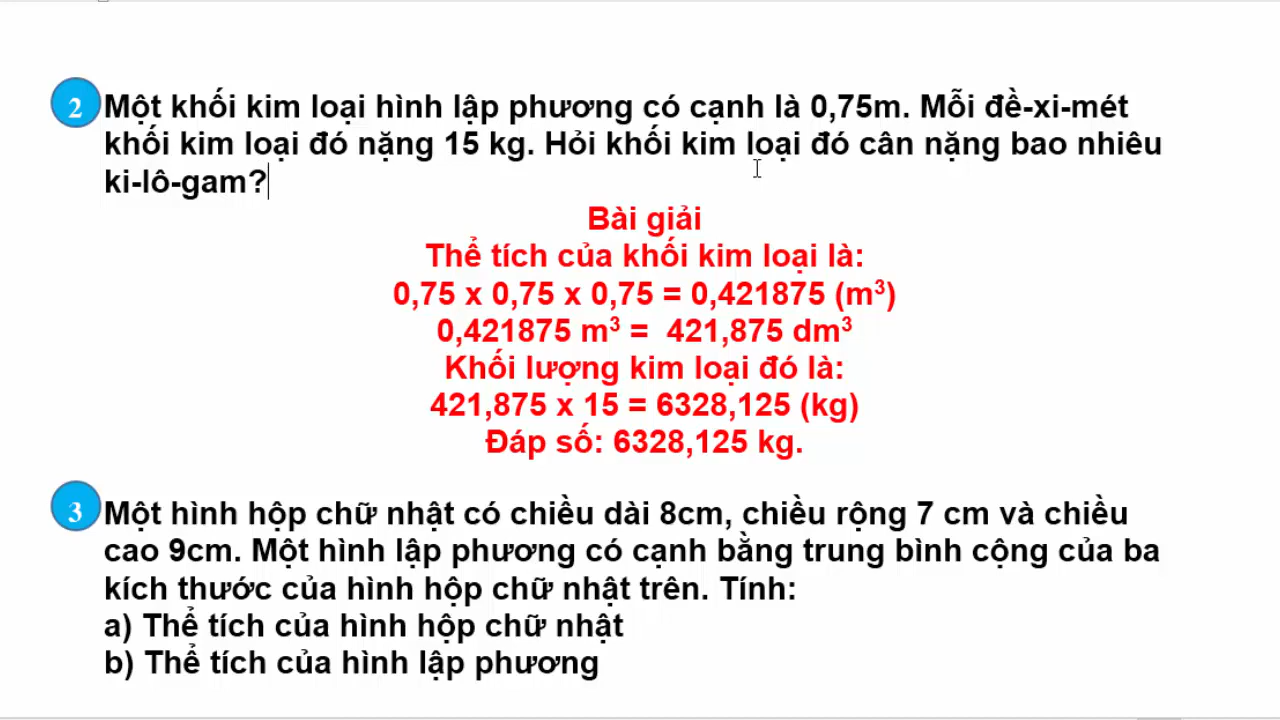 2 Một khối kim loại hình lập phương có cạnh là 0,75m. Mỗi đề-xi-mét
khối kim loại đó nặng 15 kg. Hỏi khối kim loại đó cân nặng bao nhiêu
ki-lô-gam?
Bài giải
Thể tích của khối kim loại là:
0,75 x 0,75 x 0,75 = 0,421875 (m³)
0,421875 m³ = 421,875 dm³
Khối lượng kim loại đó là:
421,875 x 15 = 6328,125 (kg)
Đáp số: 6328,125 kg.
3 Một hình hộp chữ nhật có chiều dài 8cm, chiều rộng 7 cm và chiều
cao 9cm. Một hình lập phương có cạnh bằng trung bình cộng của ba
kích thước của hình hộp chữ nhật trên. Tính:
a) Thể tích của hình hộp chữ nhật
b) Thể tích của hình lập phương